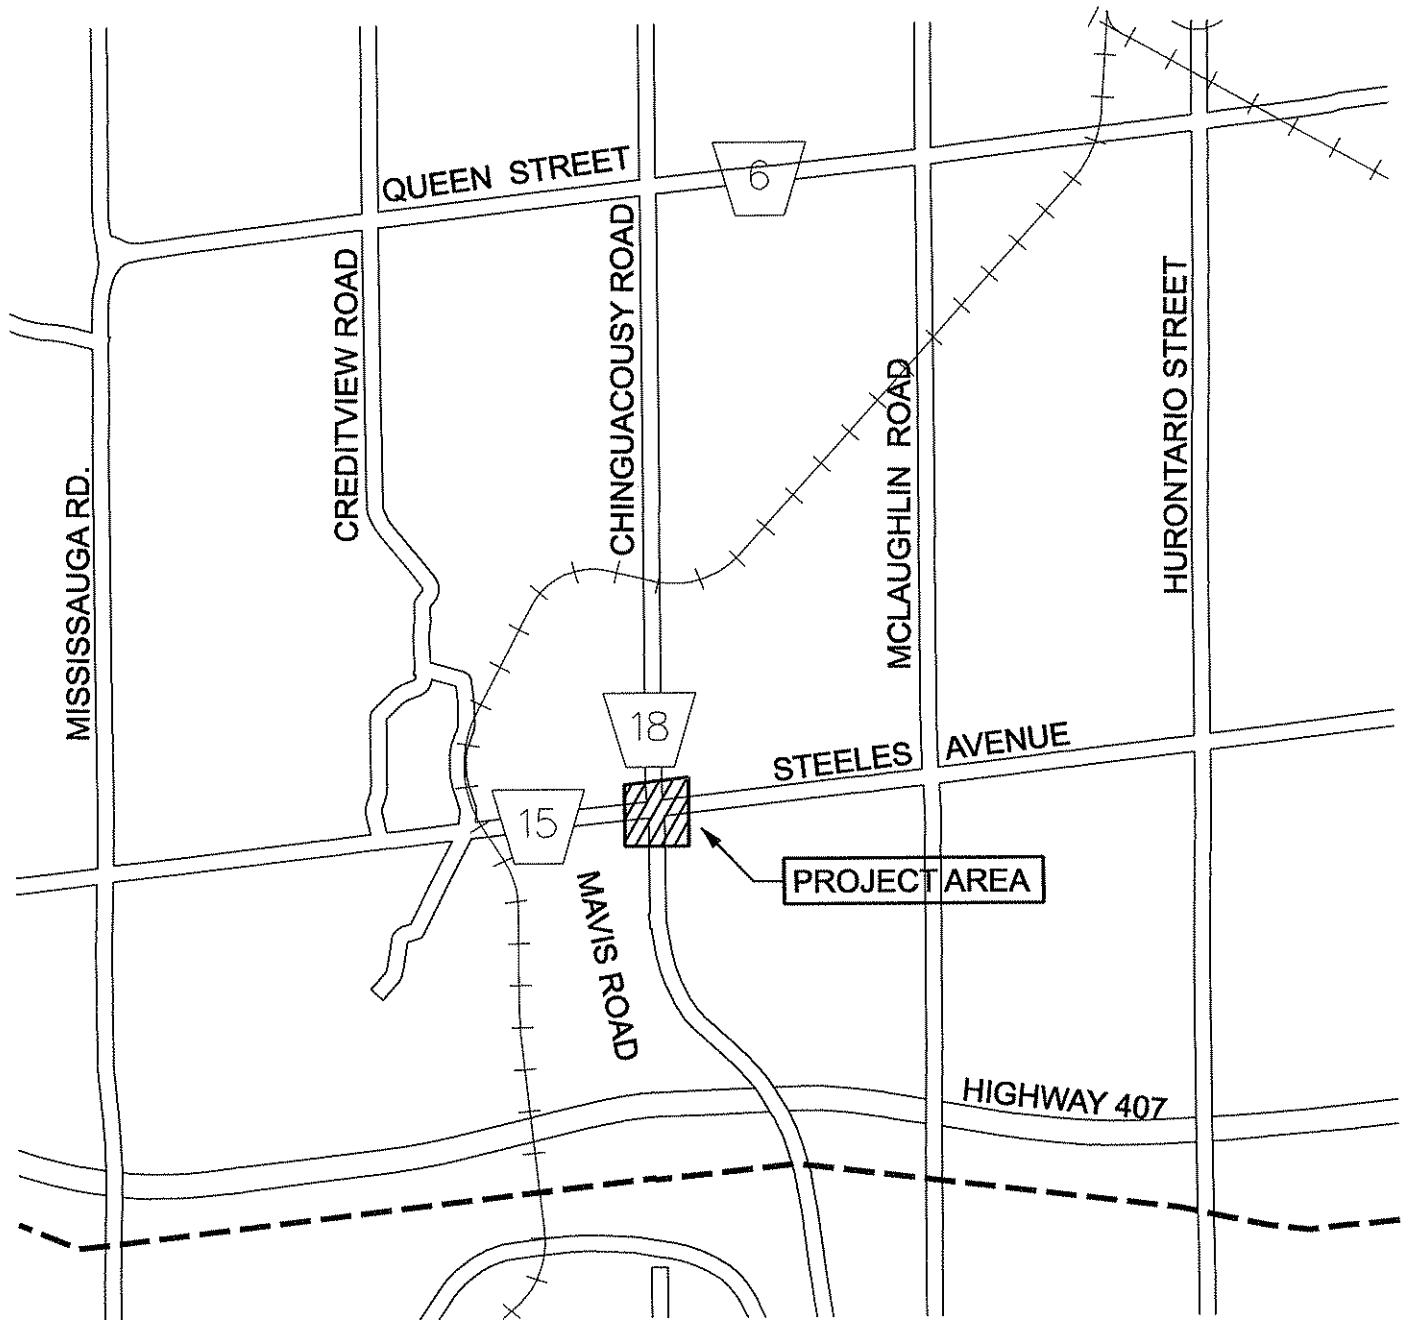 QUEEN STREET
6
CREDITVIEW ROAD
CHINGUACOUSY ROAD
HURONTARIO STREET
MCLAUGHLIN ROAD
MISSISSAUGA RD.
18
STEELES AVENUE
15
PROJECT AREA
MAVIS ROAD
HIGHWAY 407